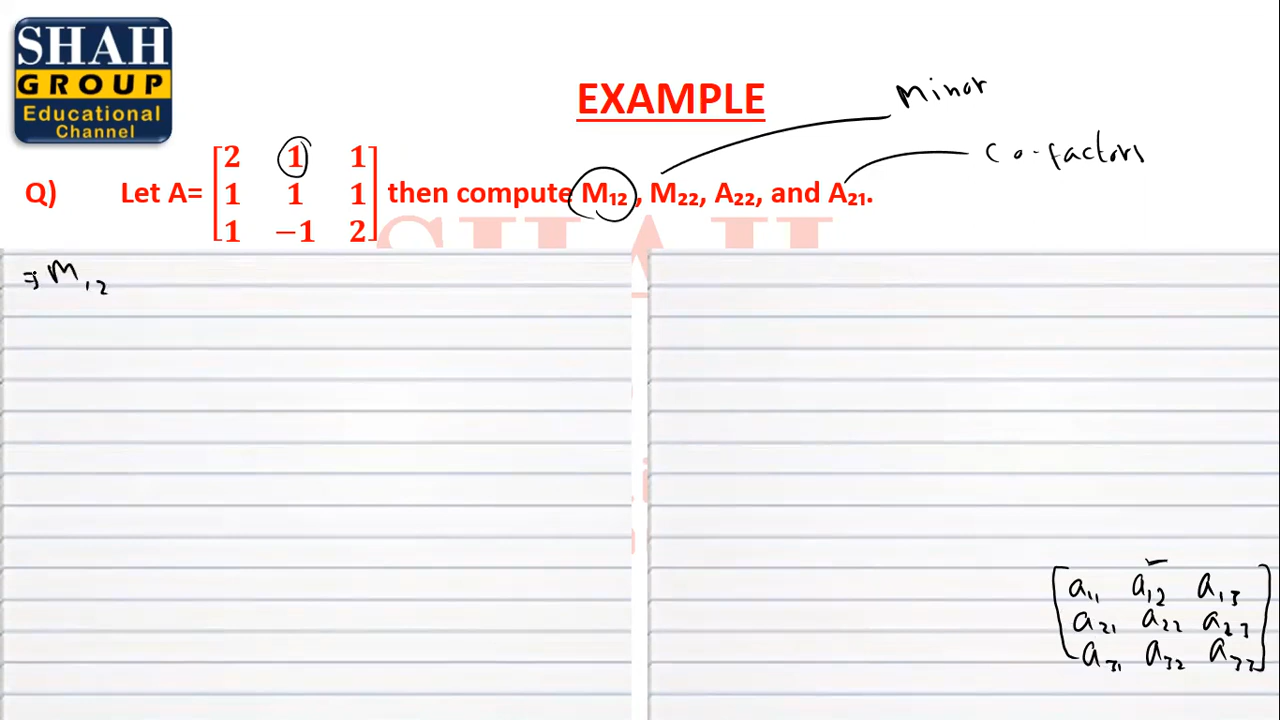 SHAH
GROUP
Educational
Channel
EXAMPLE
Minor
Co-factors
Q) Let A= [2 1 1
1 1 1
1 −1 2] then compute M₁₂, M₂₂, A₂₂, and A₂₁.
⇒ M₁₂
a₁₁ a₁₂ a₁₃
a₂₁ a₂₂ a₂₃
a₃₁ a₃₂ a₃₃